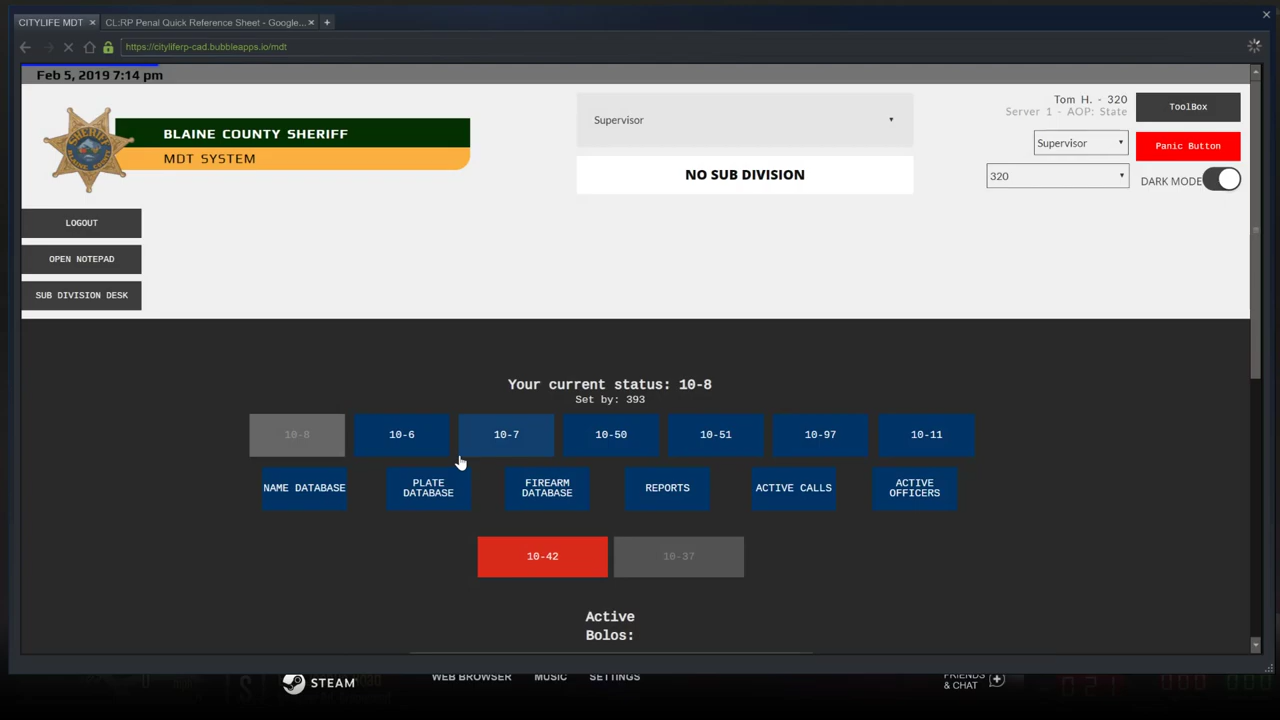 CITYLIFE MDT
CL:RP Penal Quick Reference Sheet - Google...
https://cityliferp-cad.bubbleapps.io/mdt
Feb 5, 2019 7:14 pm
BLAINE COUNTY SHERIFF
MDT SYSTEM
SHERIFF
Supervisor
NO SUB DIVISION
Tom H. - 320
Server 1 - AOP: State
Supervisor
320
ToolBox
Panic Button
DARK MODE
LOGOUT
OPEN NOTEPAD
SUB DIVISION DESK
Your current status: 10-8
Set by: 393
10-8
10-6
10-7
10-50
10-51
10-97
10-11
NAME DATABASE
PLATE
DATABASE
FIREARM
DATABASE
REPORTS
ACTIVE CALLS
ACTIVE
OFFICERS
10-42
10-37
Active
Bolos:
STEAM
WEB BROWSER
MUSIC
SETTINGS
FRIENDS
& CHAT